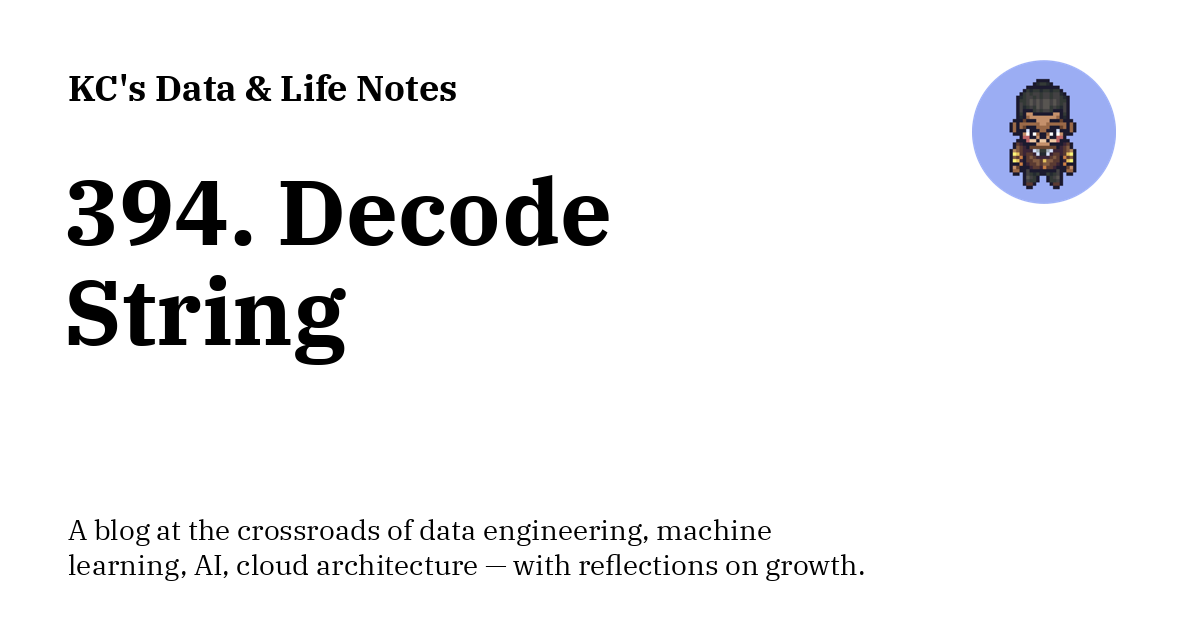 KC's Data & Life Notes
394. Decode
String
A blog at the crossroads of data engineering, machine
learning, AI, cloud architecture — with reflections on growth.